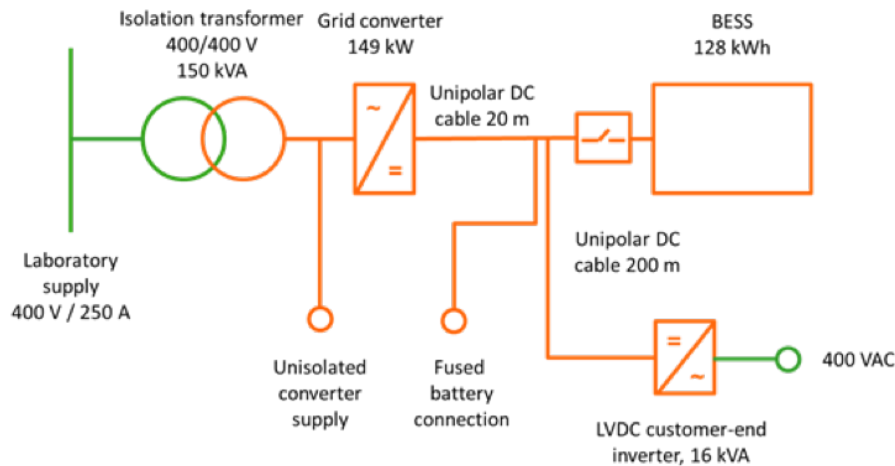 Isolation transformer
400/400 V
150 kVA
Grid converter
149 kW
BESS
128 kWh
Unipolar DC
cable 20 m
~
=
Laboratory
supply
400 V / 250 A
Unipolar DC
cable 200 m
Unisolated
converter
supply
Fused
battery
connection
=
~
400 VAC
LVDC customer-end
inverter, 16 kVA